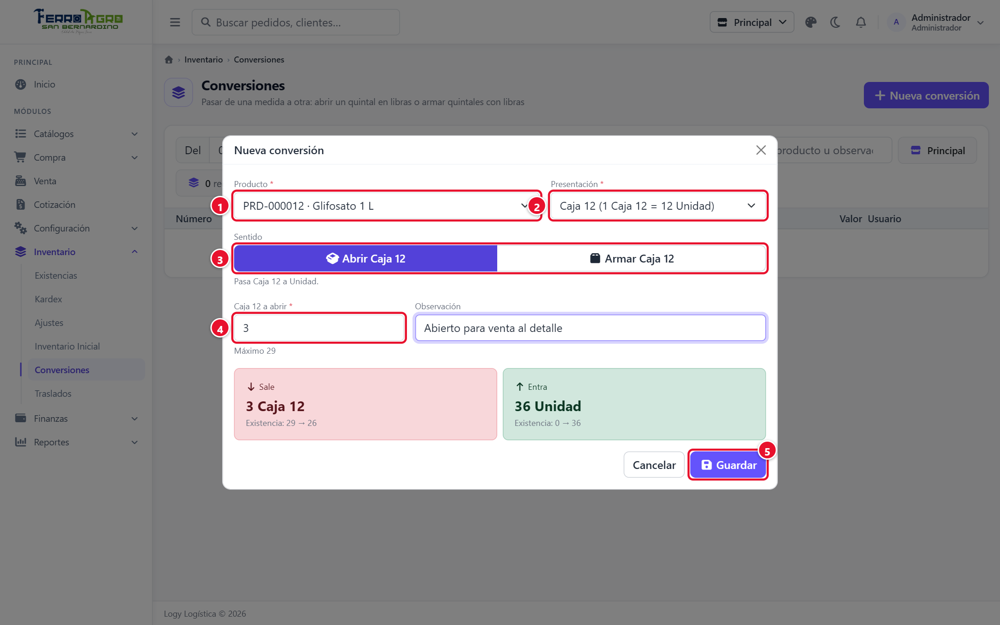 FERRO AGRO
SAN BERNARDINO
Buscar pedidos, clientes...
Principal
A
Administrador
Administrador
PRINCIPAL
Inicio
MÓDULOS
Catálogos
Compra
Venta
Cotización
Configuración
Inventario
Existencias
Kardex
Ajustes
Inventario Inicial
Conversiones
Traslados
Finanzas
Reportes
Inventario › Conversiones
Conversiones
Pasar de una medida a otra: abrir un quintal en libras o armar quintales con libras
Nueva conversión
Del
producto u observa
Principal
0 re
Número
Valor Usuario
Nueva conversión
Producto *
Presentación *
1
PRD-000012 · Glifosato 1 L
2
Caja 12 (1 Caja 12 = 12 Unidad)
Sentido
3
Abrir Caja 12
Armar Caja 12
Pasa Caja 12 a Unidad.
Caja 12 a abrir *
Observación
4
3
Abierto para venta al detalle
Máximo 29
Sale
3 Caja 12
Existencia: 29 → 26
Entra
36 Unidad
Existencia: 0 → 36
5
Cancelar
Guardar
Logy Logística © 2026